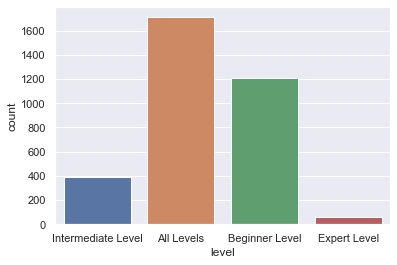 1600
1400
1200
1000
800
600
400
200
0
count
Intermediate Level
All Levels
Beginner Level
Expert Level
level